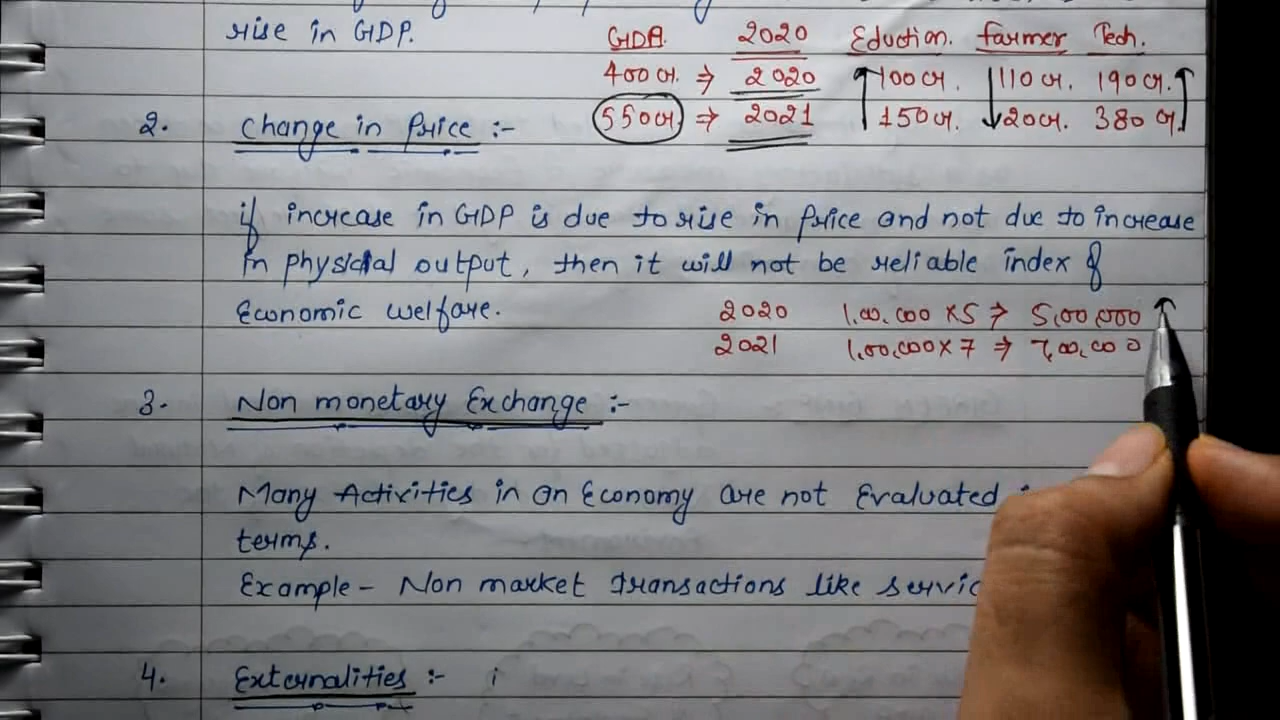 rise in GDP.
GDP. 2020 Eduction. farmer Tech.
400 cr. ⇒ 2020 100 cr. 110 cr. 190 cr.
550 cr ⇒ 2021 150 cr. 20 cr. 380 cr.
2. Change in Price :-
if increase in GDP is due to rise in Price and not due to increase
in physical output, then it will not be reliable index of
Economic welfare.
2020 1,00,000 × 5 ⇒ 5,00,000
2021 1,00,000 × 7 ⇒ 7,00,000
3. Non monetary Exchange :-
Many Activities in an Economy are not Evaluated
terms.
Example - Non market transactions like servic
4. Externalities :- i